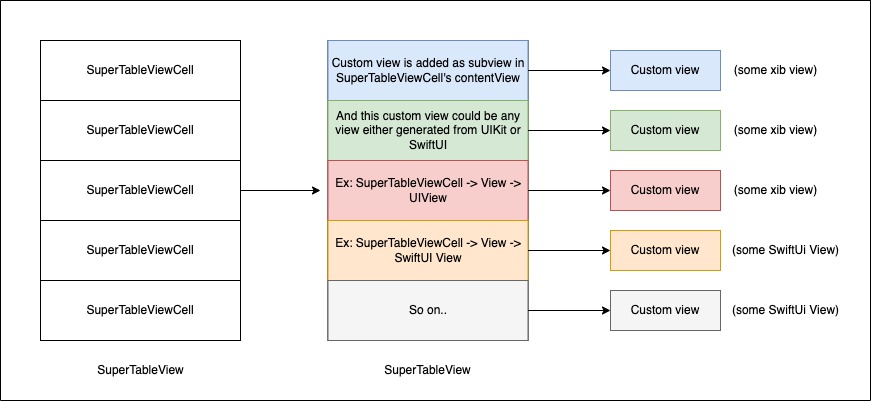 SuperTableViewCell
SuperTableViewCell
SuperTableViewCell
SuperTableViewCell
SuperTableViewCell
SuperTableView
Custom view is added as subview in
SuperTableViewCell's contentView
And this custom view could be any
view either generated from UIKit or
SwiftUI
Ex: SuperTableViewCell -> View ->
UIView
Ex: SuperTableViewCell -> View ->
SwiftUI View
So on..
SuperTableView
Custom view (some xib view)
Custom view (some xib view)
Custom view (some xib view)
Custom view (some SwiftUi View)
Custom view (some SwiftUi View)